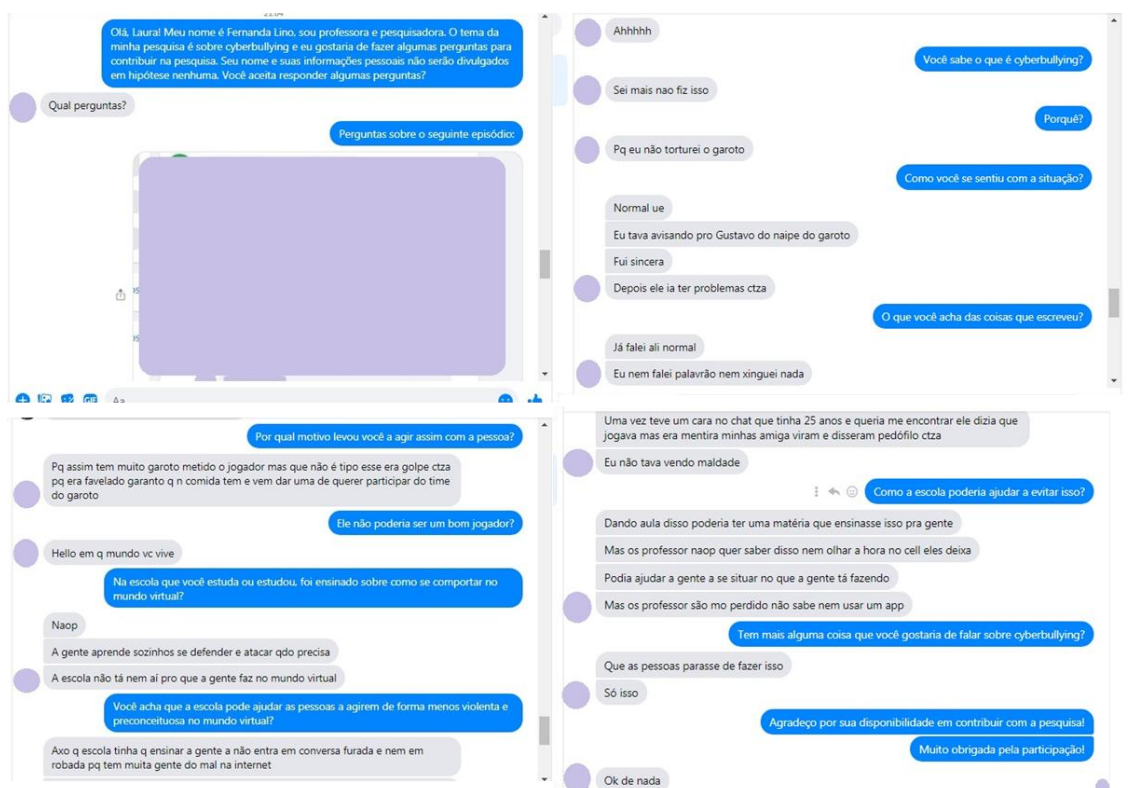 22:04
Olá, Laura! Meu nome é Fernanda Lino, sou professora e pesquisadora. O tema da
minha pesquisa é sobre cyberbullying e eu gostaria de fazer algumas perguntas para
contribuir na pesquisa. Seu nome e suas informações pessoais não serão divulgados
em hipótese nenhuma. Você aceita responder algumas perguntas?
Qual perguntas?
Perguntas sobre o seguinte episódio:
Aa
Ahhhhh
Você sabe o que é cyberbullying?
Sei mais nao fiz isso
Porquê?
Pq eu não torturei o garoto
Como você se sentiu com a situação?
Normal ue
Eu tava avisando pro Gustavo do naipe do garoto
Fui sincera
Depois ele ia ter problemas ctza
O que você acha das coisas que escreveu?
Já falei ali normal
Eu nem falei palavrão nem xinguei nada
Por qual motivo levou você a agir assim com a pessoa?
Pq assim tem muito garoto metido o jogador mas que não é tipo esse era golpe ctza
pq era favelado garanto q n comida tem e vem dar uma de querer participar do time
do garoto
Ele não poderia ser um bom jogador?
Hello em q mundo vc vive
Na escola que você estuda ou estudou, foi ensinado sobre como se comportar no
mundo virtual?
Naop
A gente aprende sozinhos se defender e atacar qdo precisa
A escola não tá nem aí pro que a gente faz no mundo virtual
Você acha que a escola pode ajudar as pessoas a agirem de forma menos violenta e
preconceituosa no mundo virtual?
Axo q escola tinha q ensinar a gente a não entra em conversa furada e nem em
robada pq tem muita gente do mal na internet
Uma vez teve um cara no chat que tinha 25 anos e queria me encontrar ele dizia que
jogava mas era mentira minhas amiga viram e disseram pedófilo ctza
Eu não tava vendo maldade
Como a escola poderia ajudar a evitar isso?
Dando aula disso poderia ter uma matéria que ensinasse isso pra gente
Mas os professor naop quer saber disso nem olhar a hora no cell eles deixa
Podia ajudar a gente a se situar no que a gente tá fazendo
Mas os professor são mo perdido não sabe nem usar um app
Tem mais alguma coisa que você gostaria de falar sobre cyberbullying?
Que as pessoas parasse de fazer isso
Só isso
Agradeço por sua disponibilidade em contribuir com a pesquisa!
Muito obrigada pela participação!
Ok de nada